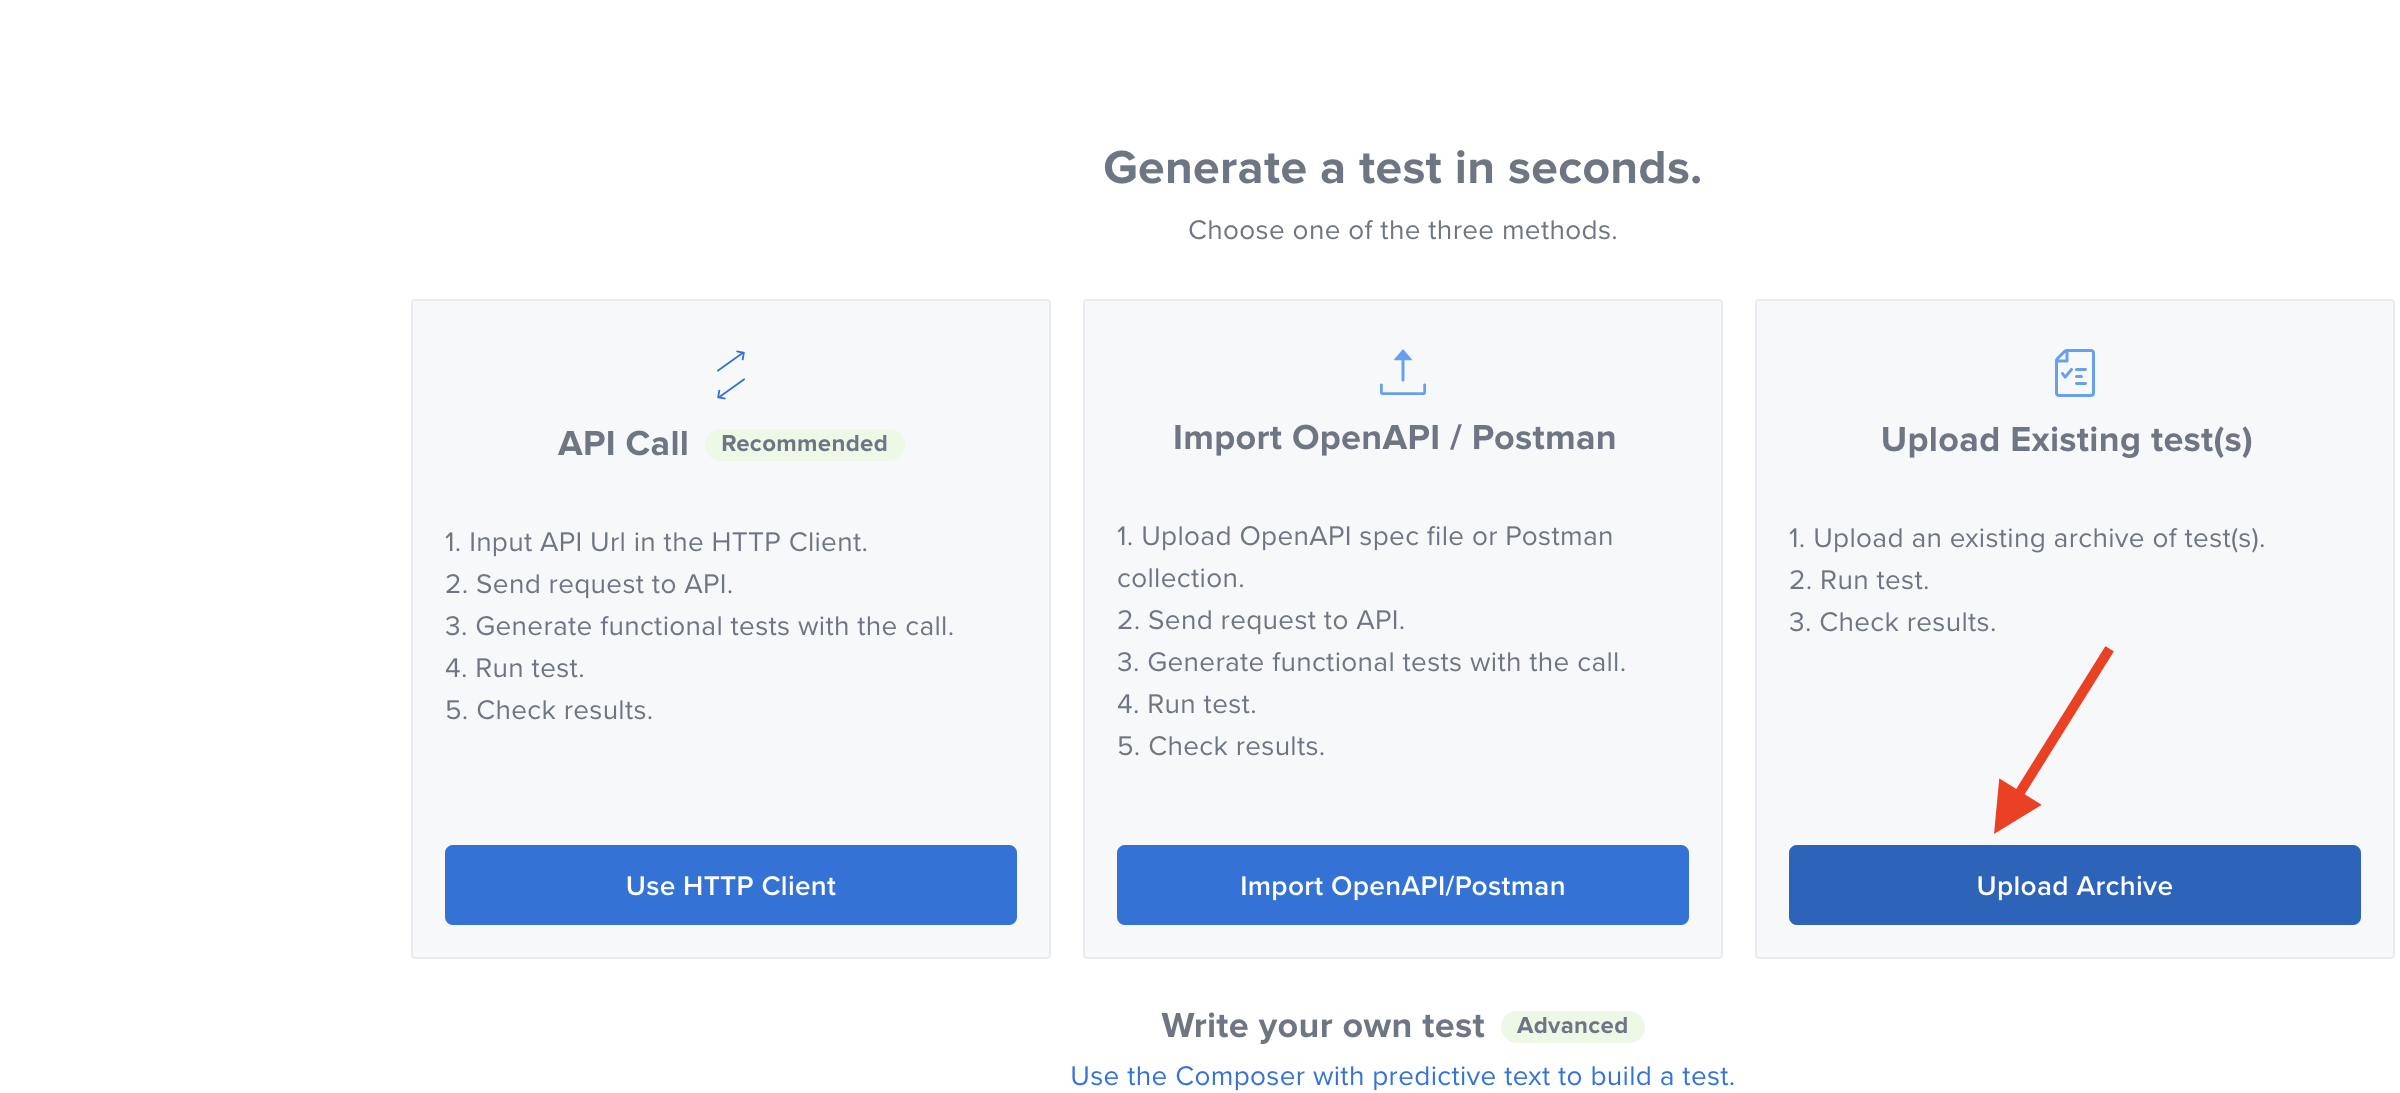 Generate a test in seconds.
Choose one of the three methods.
API Call Recommended
1. Input API Url in the HTTP Client.
2. Send request to API.
3. Generate functional tests with the call.
4. Run test.
5. Check results.
Use HTTP Client
Import OpenAPI / Postman
1. Upload OpenAPI spec file or Postman
collection.
2. Send request to API.
3. Generate functional tests with the call.
4. Run test.
5. Check results.
Import OpenAPI/Postman
Upload Existing test(s)
1. Upload an existing archive of test(s).
2. Run test.
3. Check results.
Upload Archive
Write your own test Advanced
Use the Composer with predictive text to build a test.